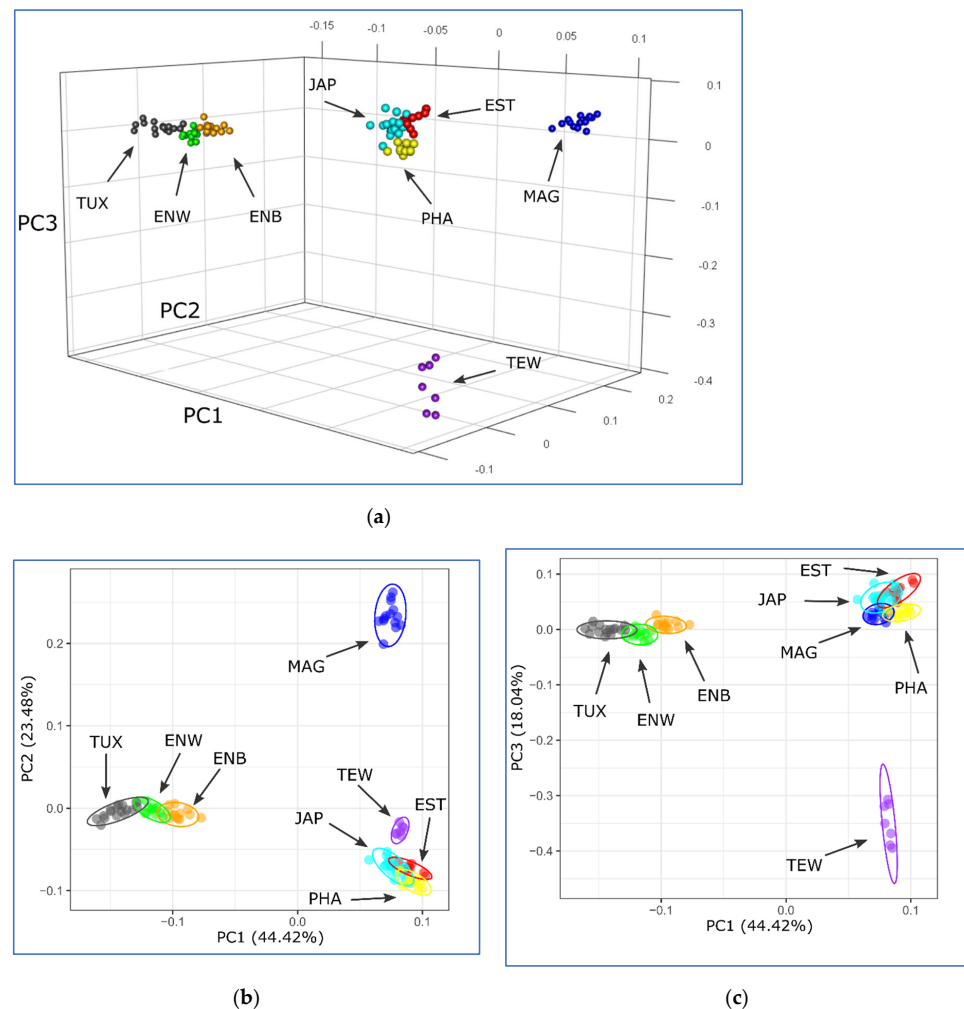 -0.15 -0.1 -0.05 0 0.05 0.1
0.1
0
-0.1
-0.2
-0.3
-0.4
0.2
0.1
0
-0.1
JAP
EST
TUX
ENW
ENB
PHA
MAG
PC3
PC2
TEW
PC1
(a)
MAG
TUX
ENW
ENB
TEW
EST
JAP
PHA
PC2 (23.48%)
0.2
0.1
0.0
−0.1
−0.1 0.0 0.1
PC1 (44.42%)
(b)
EST
JAP
MAG
PHA
TUX
ENW
ENB
TEW
PC3 (18.04%)
0.1
0.0
−0.1
−0.2
−0.3
−0.4
−0.1 0.0 0.1
PC1 (44.42%)
(c)